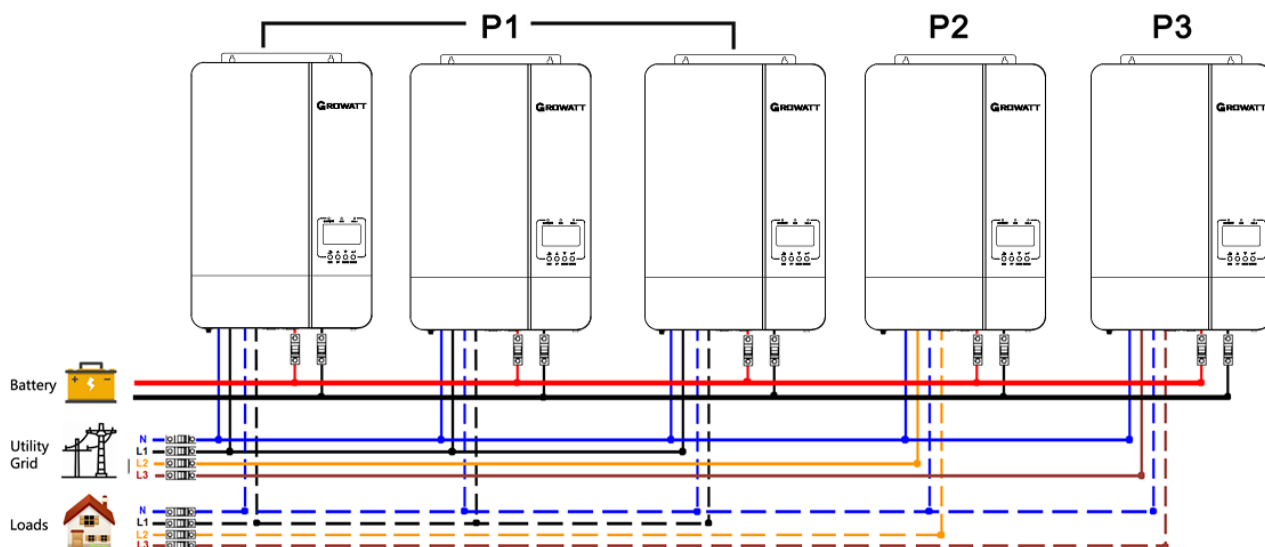 P1 P2 P3
GROWATT GROWATT GROWATT GROWATT GROWATT
Battery
+ -
Utility
Grid
N
L1
L2
L3
Loads
N
L1
L2
L3